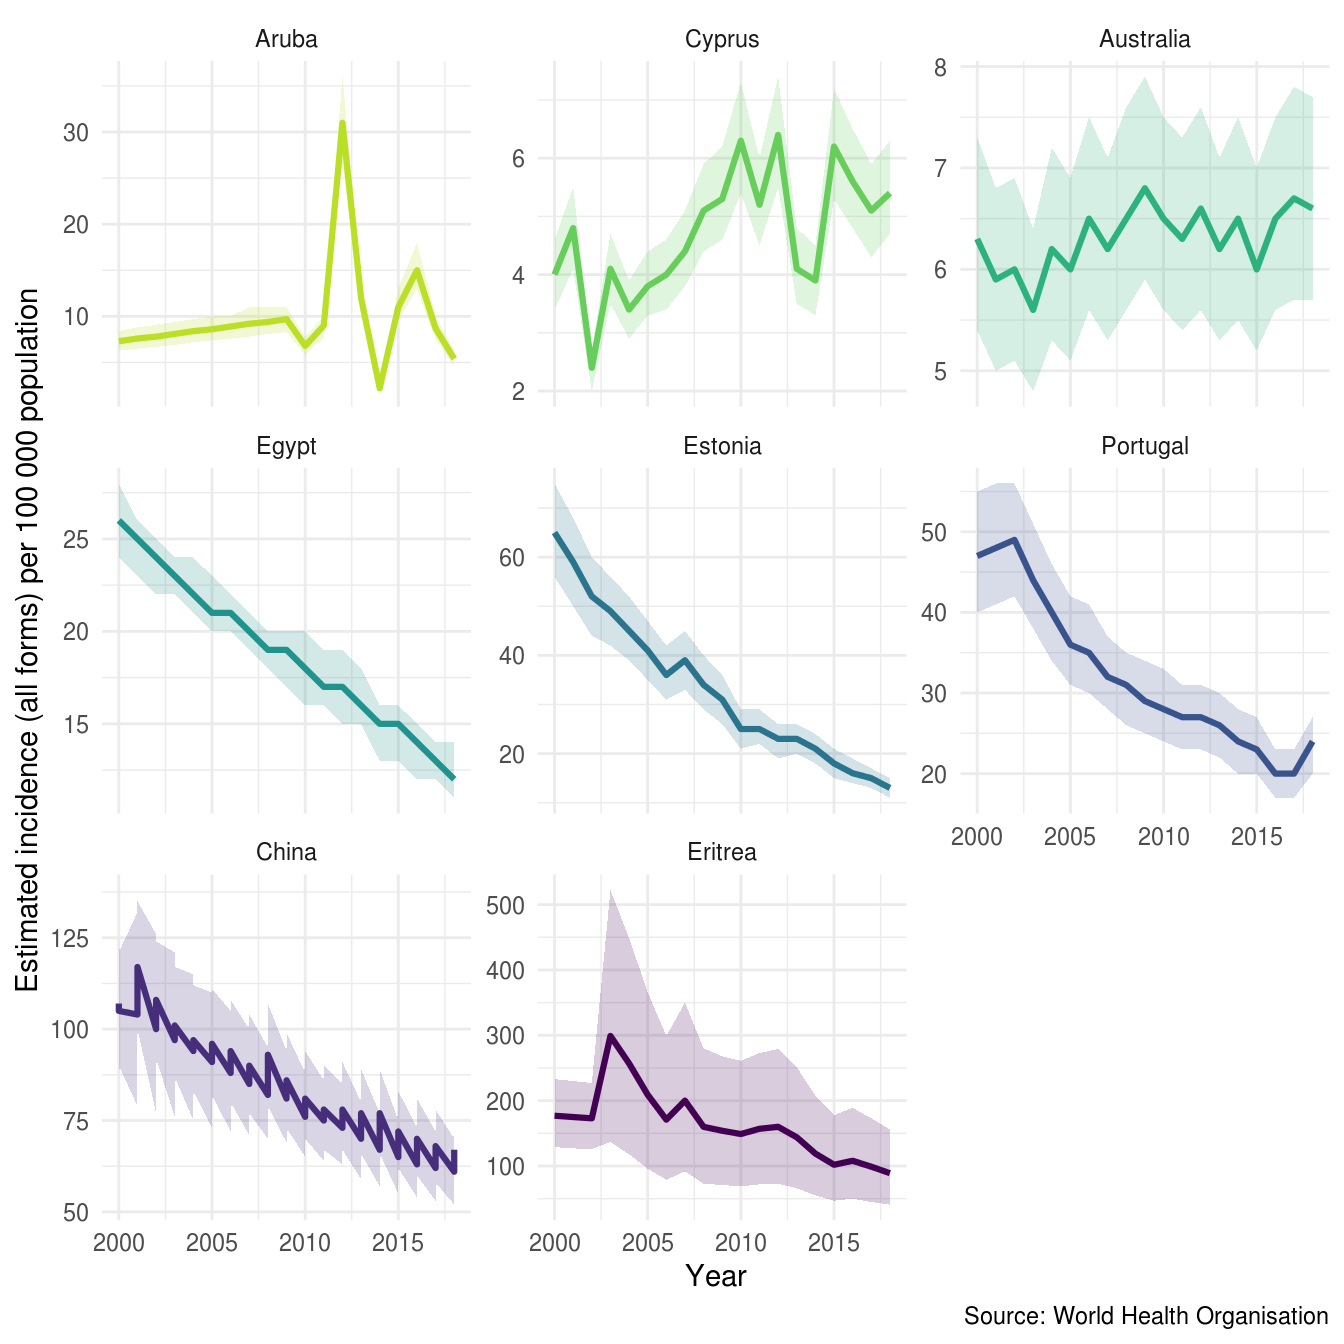 Aruba
Cyprus
Australia
30
20
10
6
4
2
8
7
6
5
Estimated incidence (all forms) per 100 000 population
Egypt
Estonia
Portugal
25
20
15
60
40
20
50
40
30
20
2000 2005 2010 2015
China
Eritrea
125
100
75
50
500
400
300
200
100
2000 2005 2010 2015
2000 2005 2010 2015
Year
Source: World Health Organisation